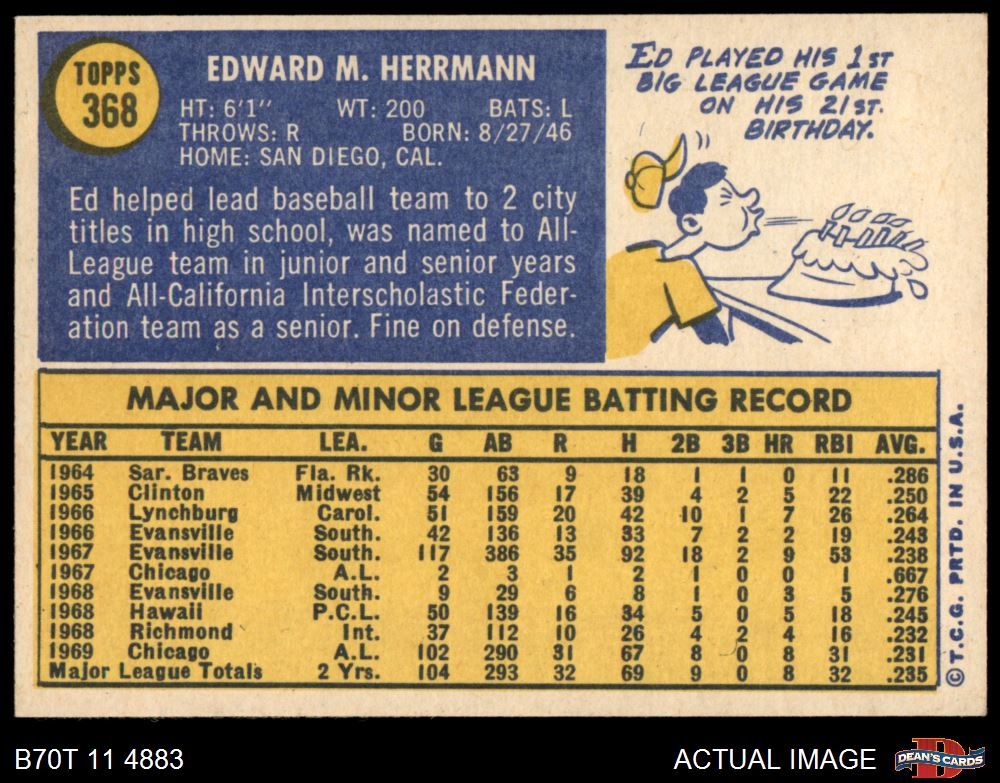 TOPPS
368
EDWARD M. HERRMANN
HT: 6'1" WT: 200 BATS: L
THROWS: R BORN: 8/27/46
HOME: SAN DIEGO, CAL.
Ed helped lead baseball team to 2 city
titles in high school, was named to All-
League team in junior and senior years
and All-California Interscholastic Feder-
ation team as a senior. Fine on defense.
ED PLAYED HIS 1ST
BIG LEAGUE GAME
ON HIS 21ST.
BIRTHDAY.
MAJOR AND MINOR LEAGUE BATTING RECORD
YEAR TEAM LEA. G AB R H 2B 3B HR RBI AVG.
1964 Sar. Braves Fla. Rk. 30 63 9 18 1 1 0 11 .286
1965 Clinton Midwest 54 156 17 39 4 2 5 22 .250
1966 Lynchburg Carol. 51 159 20 42 10 1 7 26 .264
1966 Evansville South. 42 136 13 33 7 2 2 19 .243
1967 Evansville South. 117 386 35 92 18 2 9 53 .238
1967 Chicago A.L. 2 3 1 2 1 0 0 1 .667
1968 Evansville South. 9 29 6 8 1 0 3 5 .276
1968 Hawaii P.C.L. 50 139 16 34 5 0 5 18 .245
1968 Richmond Int. 37 112 10 26 4 2 4 16 .232
1969 Chicago A.L. 102 290 31 67 8 0 8 31 .231
Major League Totals 2 Yrs. 104 293 32 69 9 0 8 32 .235
©T.C.G. PRTD. IN U.S.A.
B70T 11 4883
ACTUAL IMAGE
D
DEAN'S CARDS